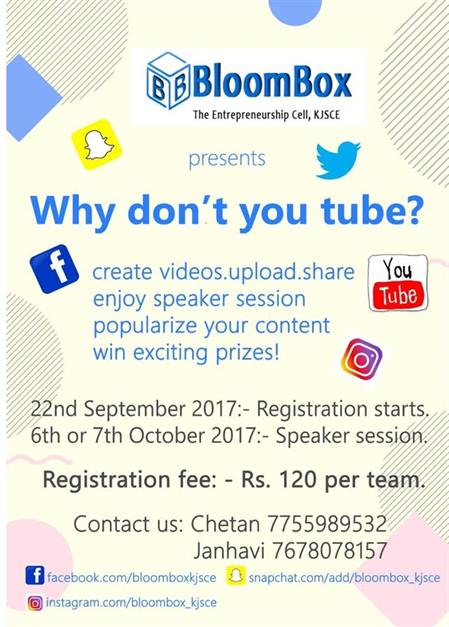 BB BloomBox
The Entrepreneurship Cell, KJSCE
presents
Why don't you tube?
create videos.upload.share
enjoy speaker session
You
Tube
popularize your content
win exciting prizes!
22nd September 2017:- Registration starts.
6th or 7th October 2017:- Speaker session.
Registration fee: - Rs. 120 per team.
Contact us: Chetan 7755989532
Janhavi 7678078157
facebook.com/bloomboxkjsce snapchat.com/add/bloombox_kjsce
instagram.com/bloombox_kjsce